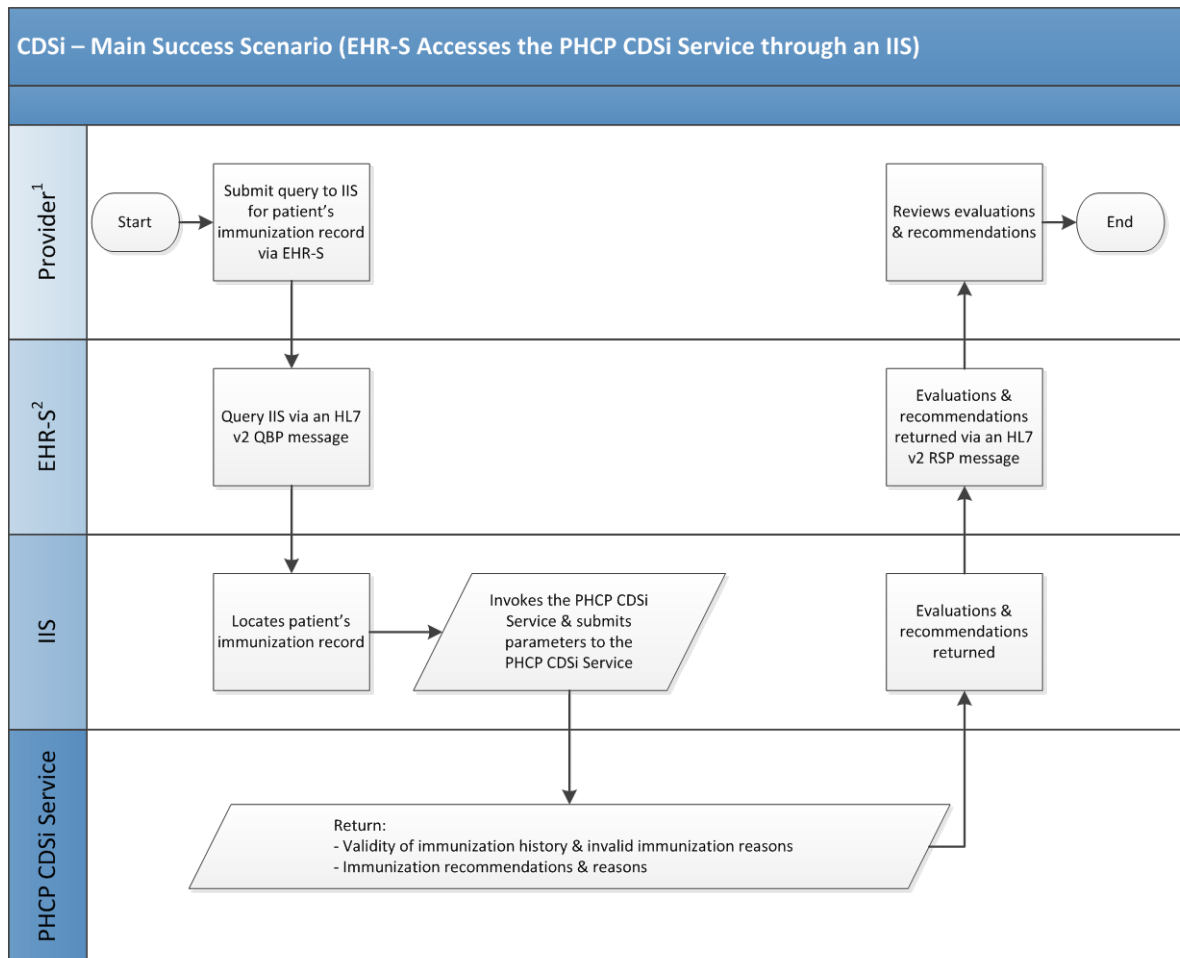 CDSi – Main Success Scenario (EHR-S Accesses the PHCP CDSi Service through an IIS)
Provider1
Start
Submit query to IIS
for patient's
immunization record
via EHR-S
Reviews evaluations
& recommendations
End
EHR-S2
Query IIS via an HL7
v2 QBP message
Evaluations &
recommendations
returned via an HL7
v2 RSP message
IIS
Locates patient's
immunization record
Invokes the PHCP CDSi
Service & submits
parameters to the
PHCP CDSi Service
Evaluations &
recommendations
returned
PHCP CDSi Service
Return:
- Validity of immunization history & invalid immunization reasons
- Immunization recommendations & reasons